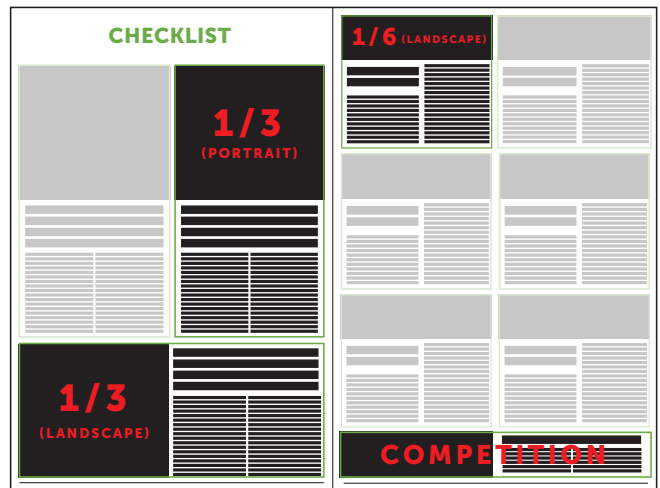 CHECKLIST
1/3
(PORTRAIT)
1/3
(LANDSCAPE)
1/6 (LANDSCAPE)
COMPETITION